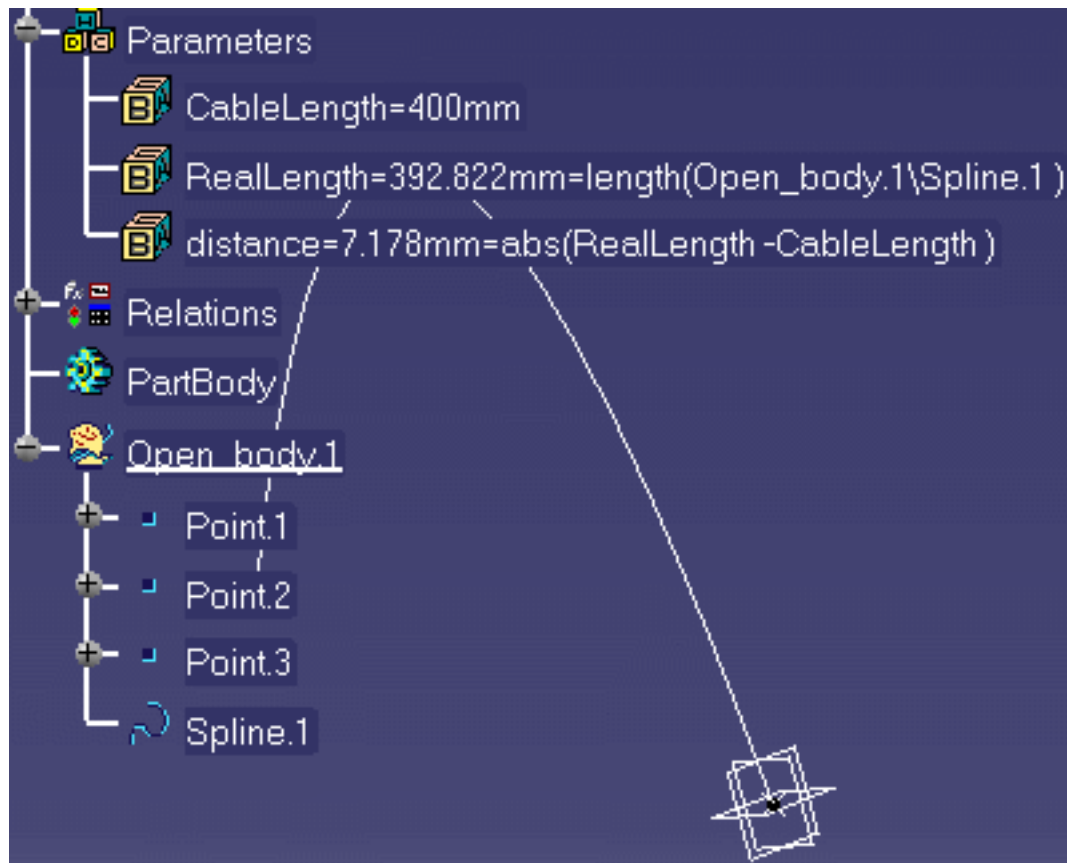 Parameters
CableLength=400mm
RealLength=392.822mm=length(Open_body.1\Spline.1 )
distance=7.178mm=abs(RealLength -CableLength )
Relations
PartBody
Open_body.1
Point.1
Point.2
Point.3
Spline.1